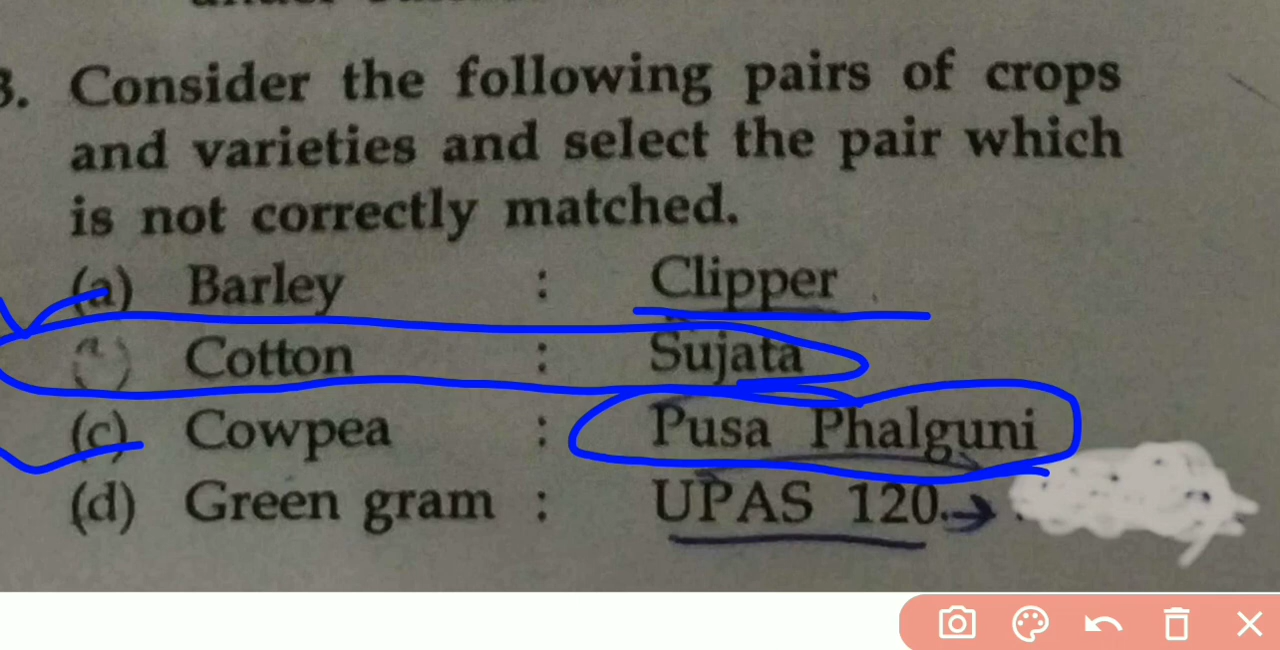 3. Consider the following pairs of crops
and varieties and select the pair which
is not correctly matched.
(a) Barley : Clipper
Cotton : Sujata
(c) Cowpea : Pusa Phalguni
(d) Green gram : UPAS 120.